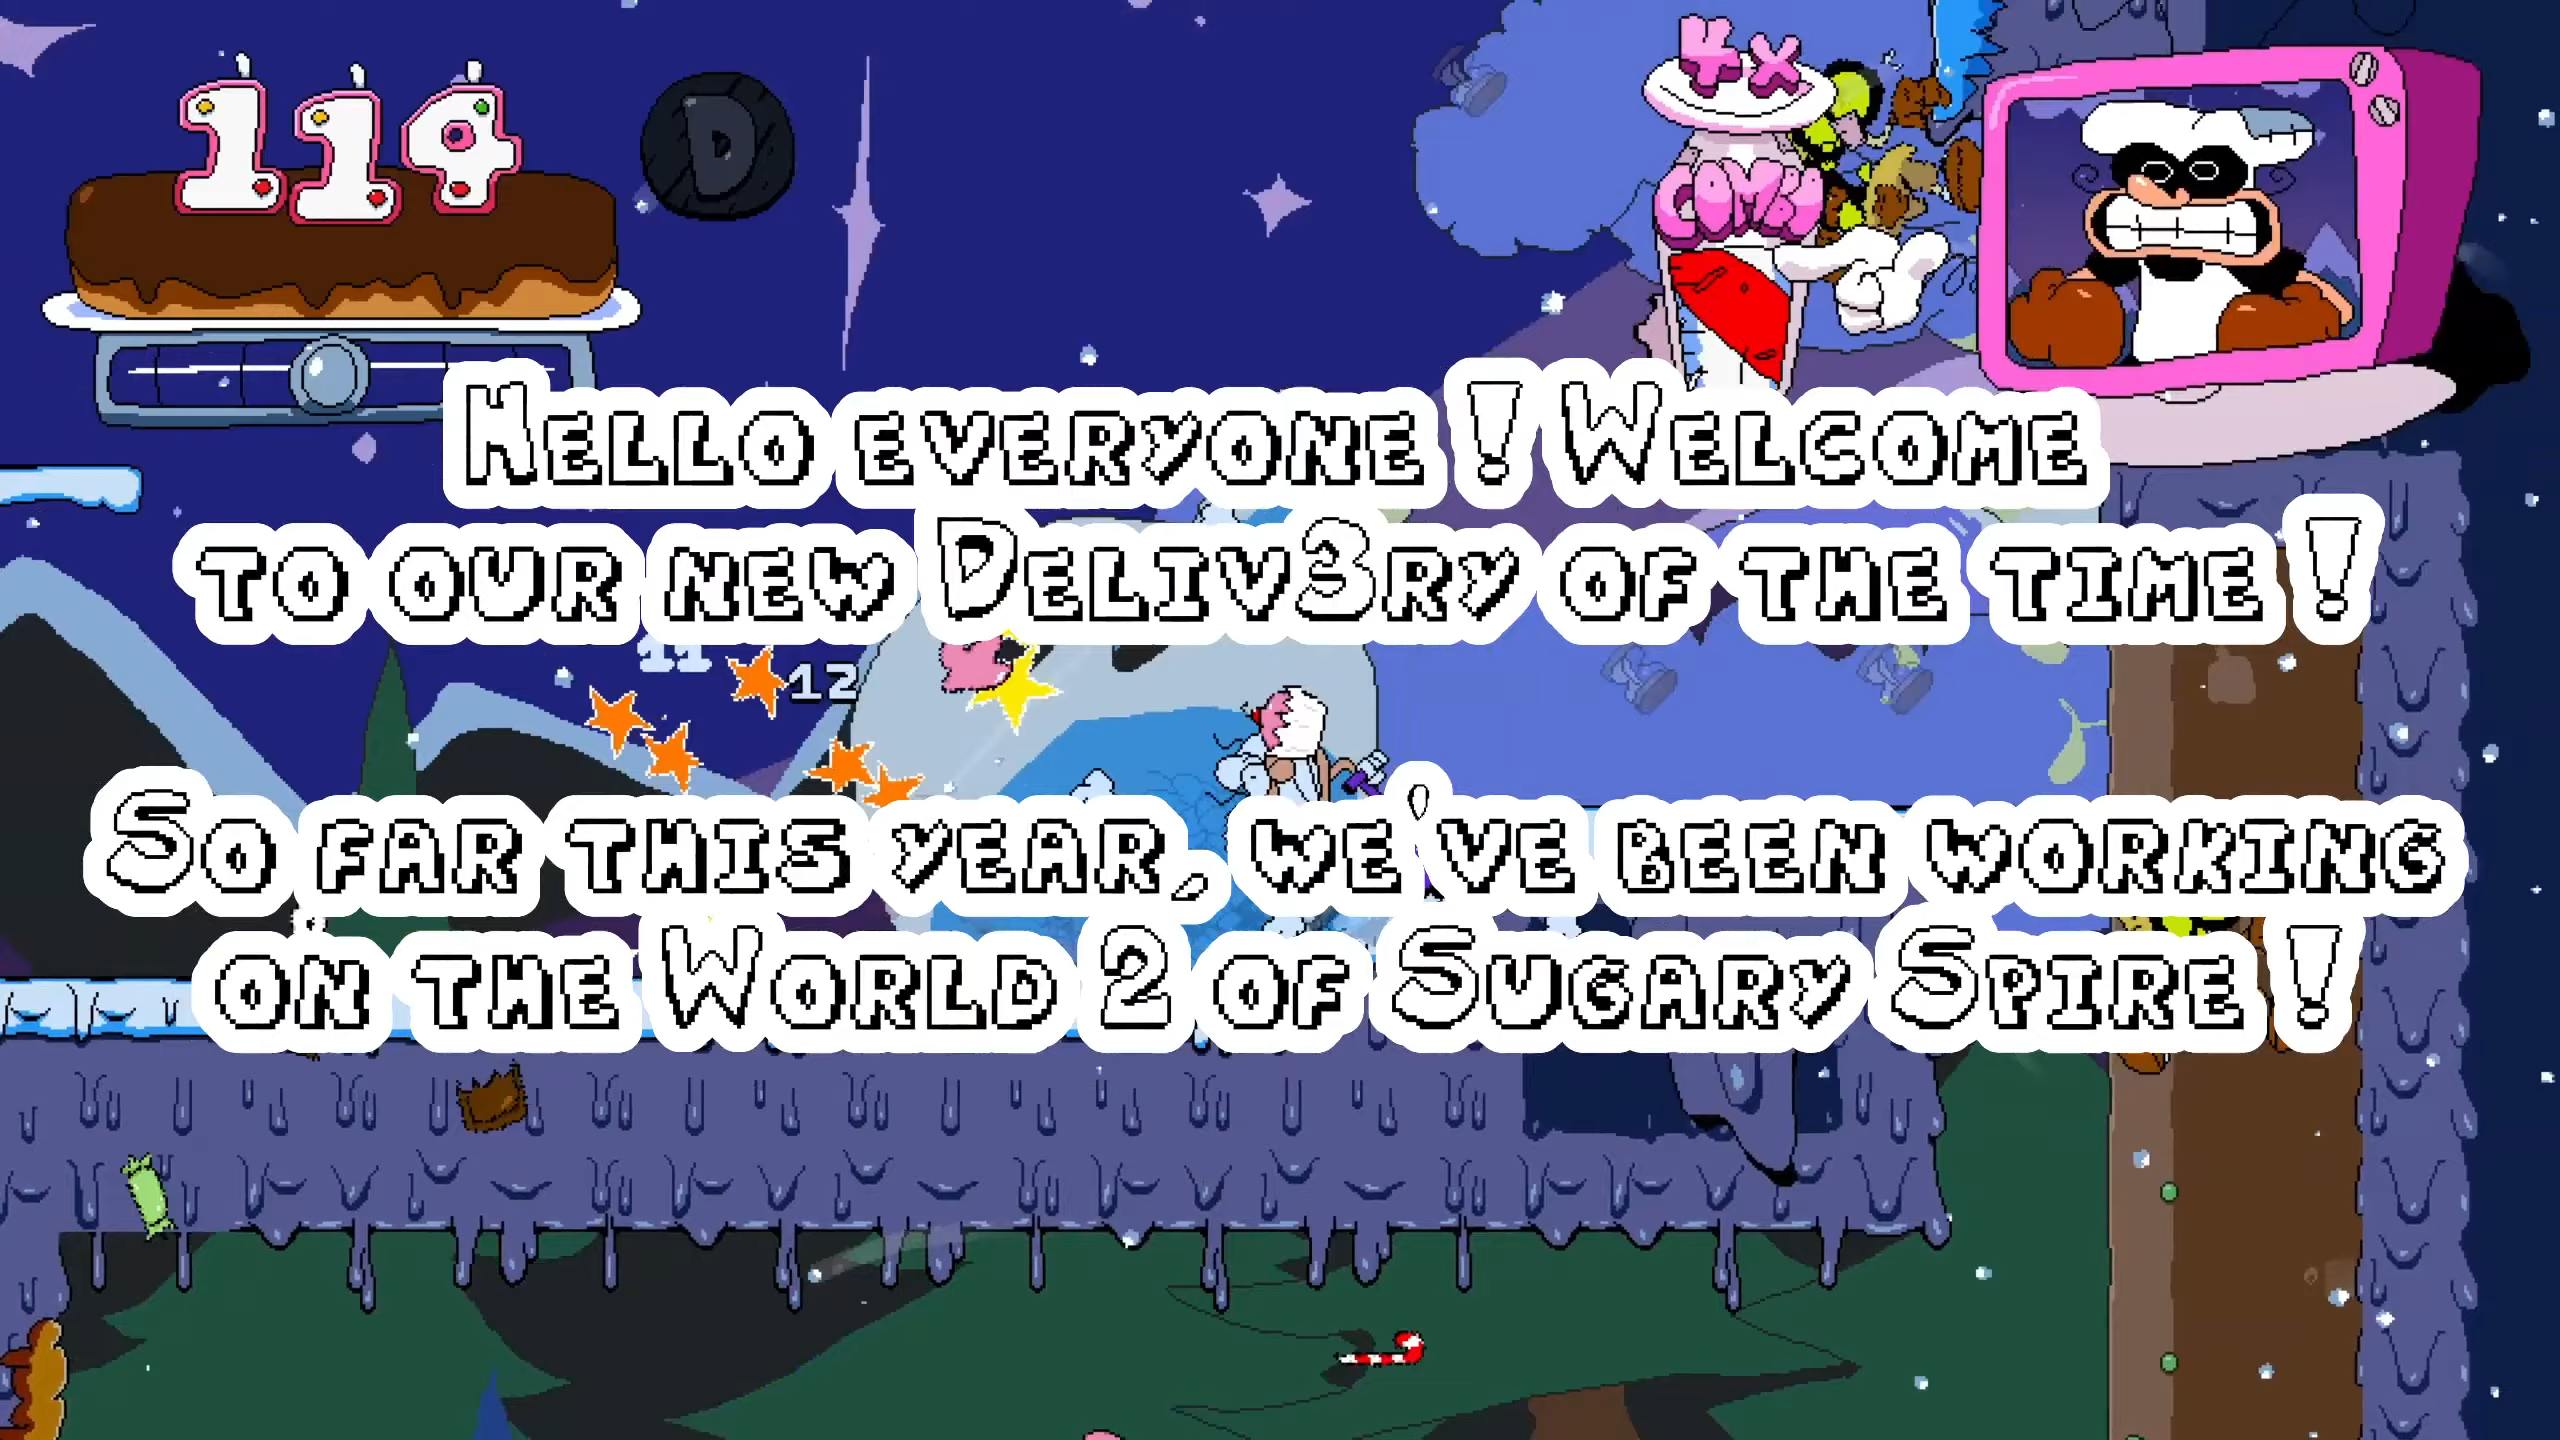 114
D
COMBO
Hello everyone ! Welcome
to our new Deliv3ry of the time !
11
12
So far this year, we've been working
on the World 2 of Sugary Spire !